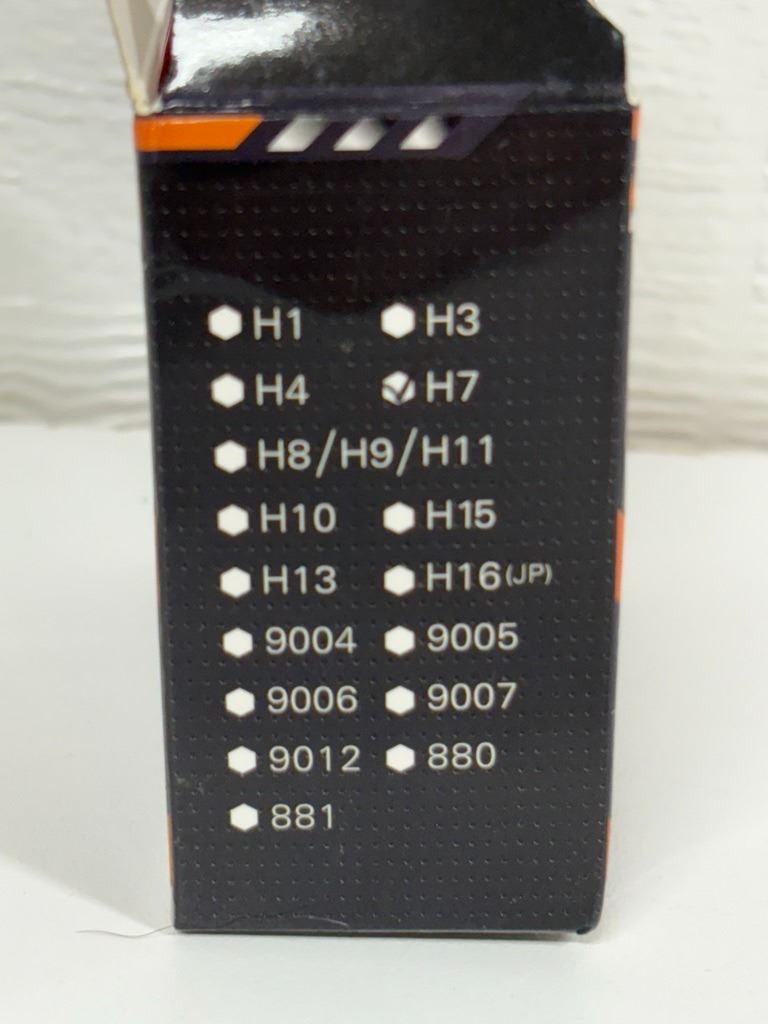 H1 H3
H4 H7
H8/H9/H11
H10 H15
H13 H16(JP)
9004 9005
9006 9007
9012 880
881